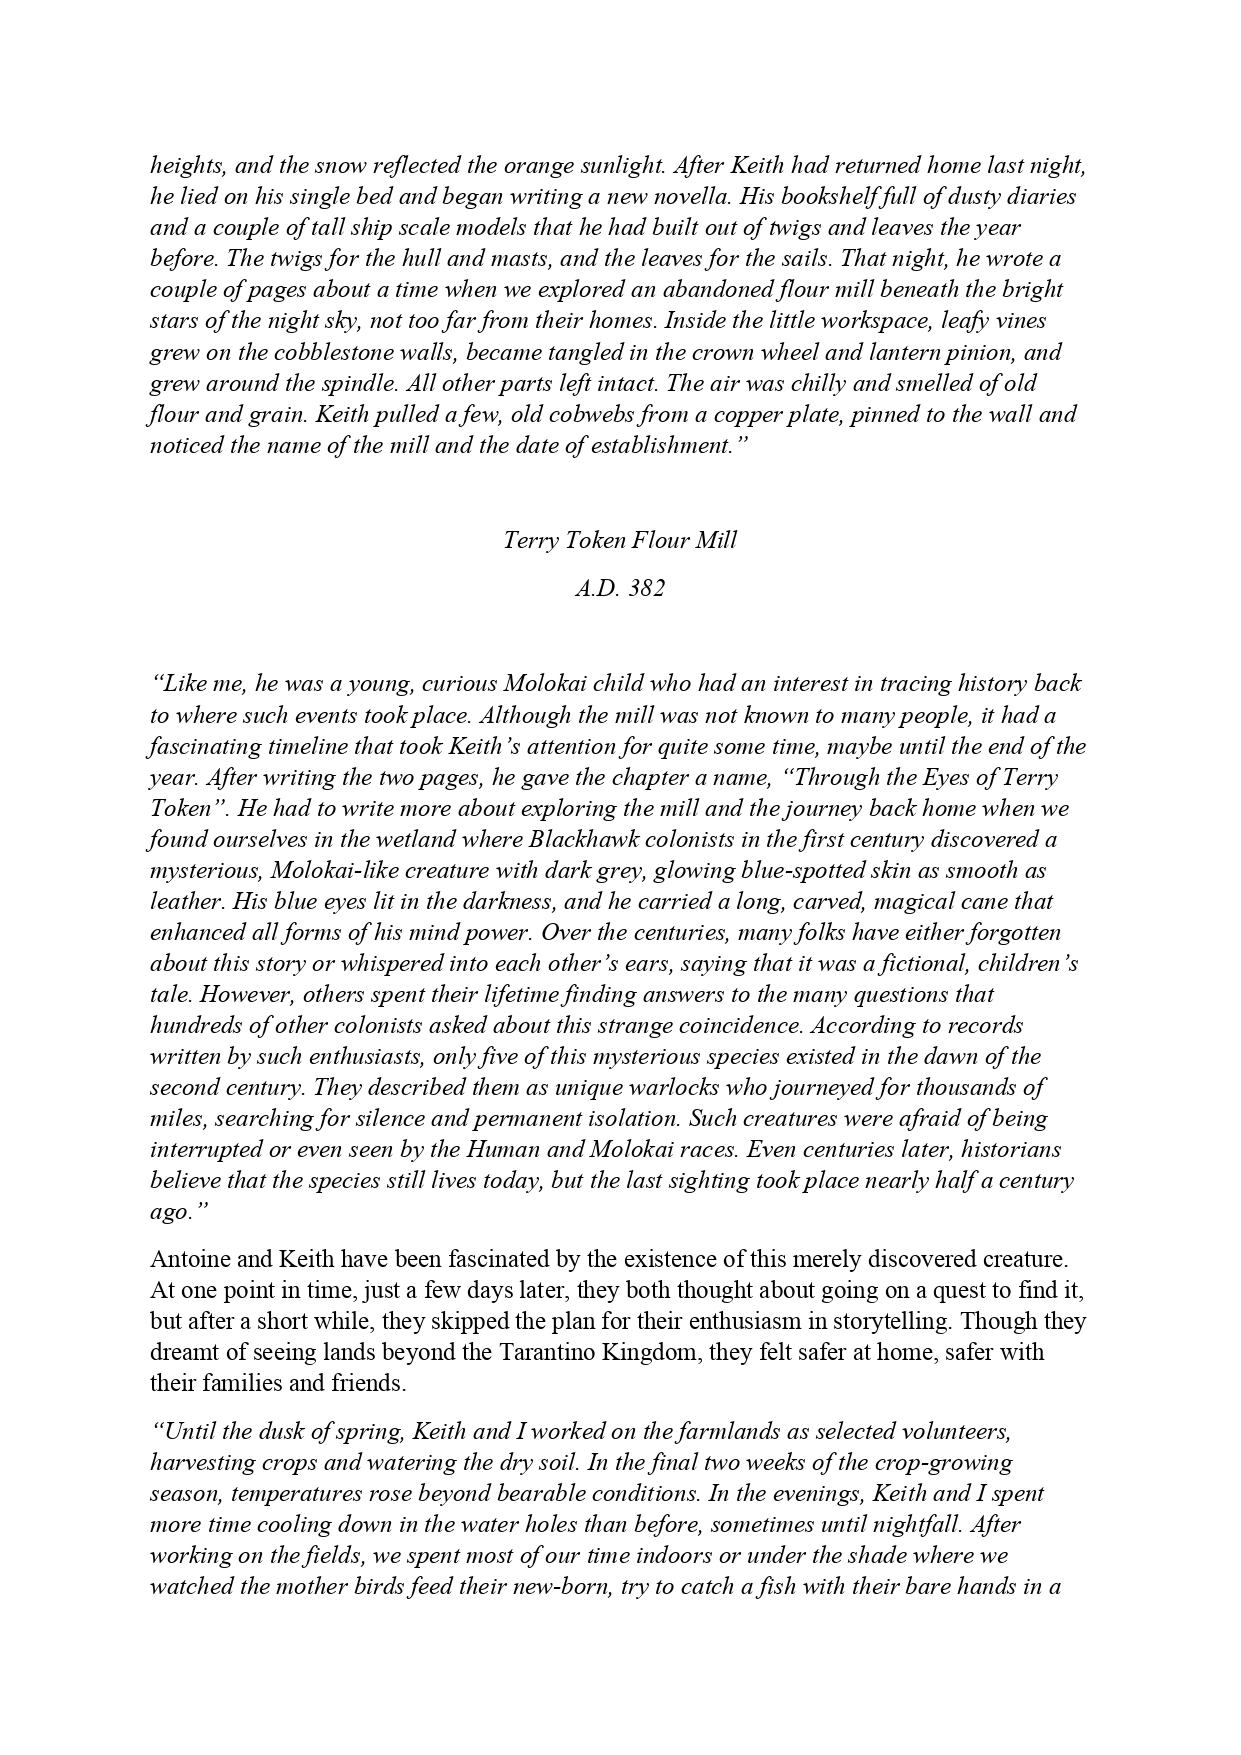 heights, and the snow reflected the orange sunlight. After Keith had returned home last night,
he lied on his single bed and began writing a new novella. His bookshelf full of dusty diaries
and a couple of tall ship scale models that he had built out of twigs and leaves the year
before. The twigs for the hull and masts, and the leaves for the sails. That night, he wrote a
couple of pages about a time when we explored an abandoned flour mill beneath the bright
stars of the night sky, not too far from their homes. Inside the little workspace, leafy vines
grew on the cobblestone walls, became tangled in the crown wheel and lantern pinion, and
grew around the spindle. All other parts left intact. The air was chilly and smelled of old
flour and grain. Keith pulled a few, old cobwebs from a copper plate, pinned to the wall and
noticed the name of the mill and the date of establishment.”
Terry Token Flour Mill
A.D. 382
“Like me, he was a young, curious Molokai child who had an interest in tracing history back
to where such events took place. Although the mill was not known to many people, it had a
fascinating timeline that took Keith’s attention for quite some time, maybe until the end of the
year. After writing the two pages, he gave the chapter a name, “Through the Eyes of Terry
Token”. He had to write more about exploring the mill and the journey back home when we
found ourselves in the wetland where Blackhawk colonists in the first century discovered a
mysterious, Molokai-like creature with dark grey, glowing blue-spotted skin as smooth as
leather. His blue eyes lit in the darkness, and he carried a long, carved, magical cane that
enhanced all forms of his mind power. Over the centuries, many folks have either forgotten
about this story or whispered into each other’s ears, saying that it was a fictional, children’s
tale. However, others spent their lifetime finding answers to the many questions that
hundreds of other colonists asked about this strange coincidence. According to records
written by such enthusiasts, only five of this mysterious species existed in the dawn of the
second century. They described them as unique warlocks who journeyed for thousands of
miles, searching for silence and permanent isolation. Such creatures were afraid of being
interrupted or even seen by the Human and Molokai races. Even centuries later, historians
believe that the species still lives today, but the last sighting took place nearly half a century
ago.”
Antoine and Keith have been fascinated by the existence of this merely discovered creature.
At one point in time, just a few days later, they both thought about going on a quest to find it,
but after a short while, they skipped the plan for their enthusiasm in storytelling. Though they
dreamt of seeing lands beyond the Tarantino Kingdom, they felt safer at home, safer with
their families and friends.
“Until the dusk of spring, Keith and I worked on the farmlands as selected volunteers,
harvesting crops and watering the dry soil. In the final two weeks of the crop-growing
season, temperatures rose beyond bearable conditions. In the evenings, Keith and I spent
more time cooling down in the water holes than before, sometimes until nightfall. After
working on the fields, we spent most of our time indoors or under the shade where we
watched the mother birds feed their new-born, try to catch a fish with their bare hands in a